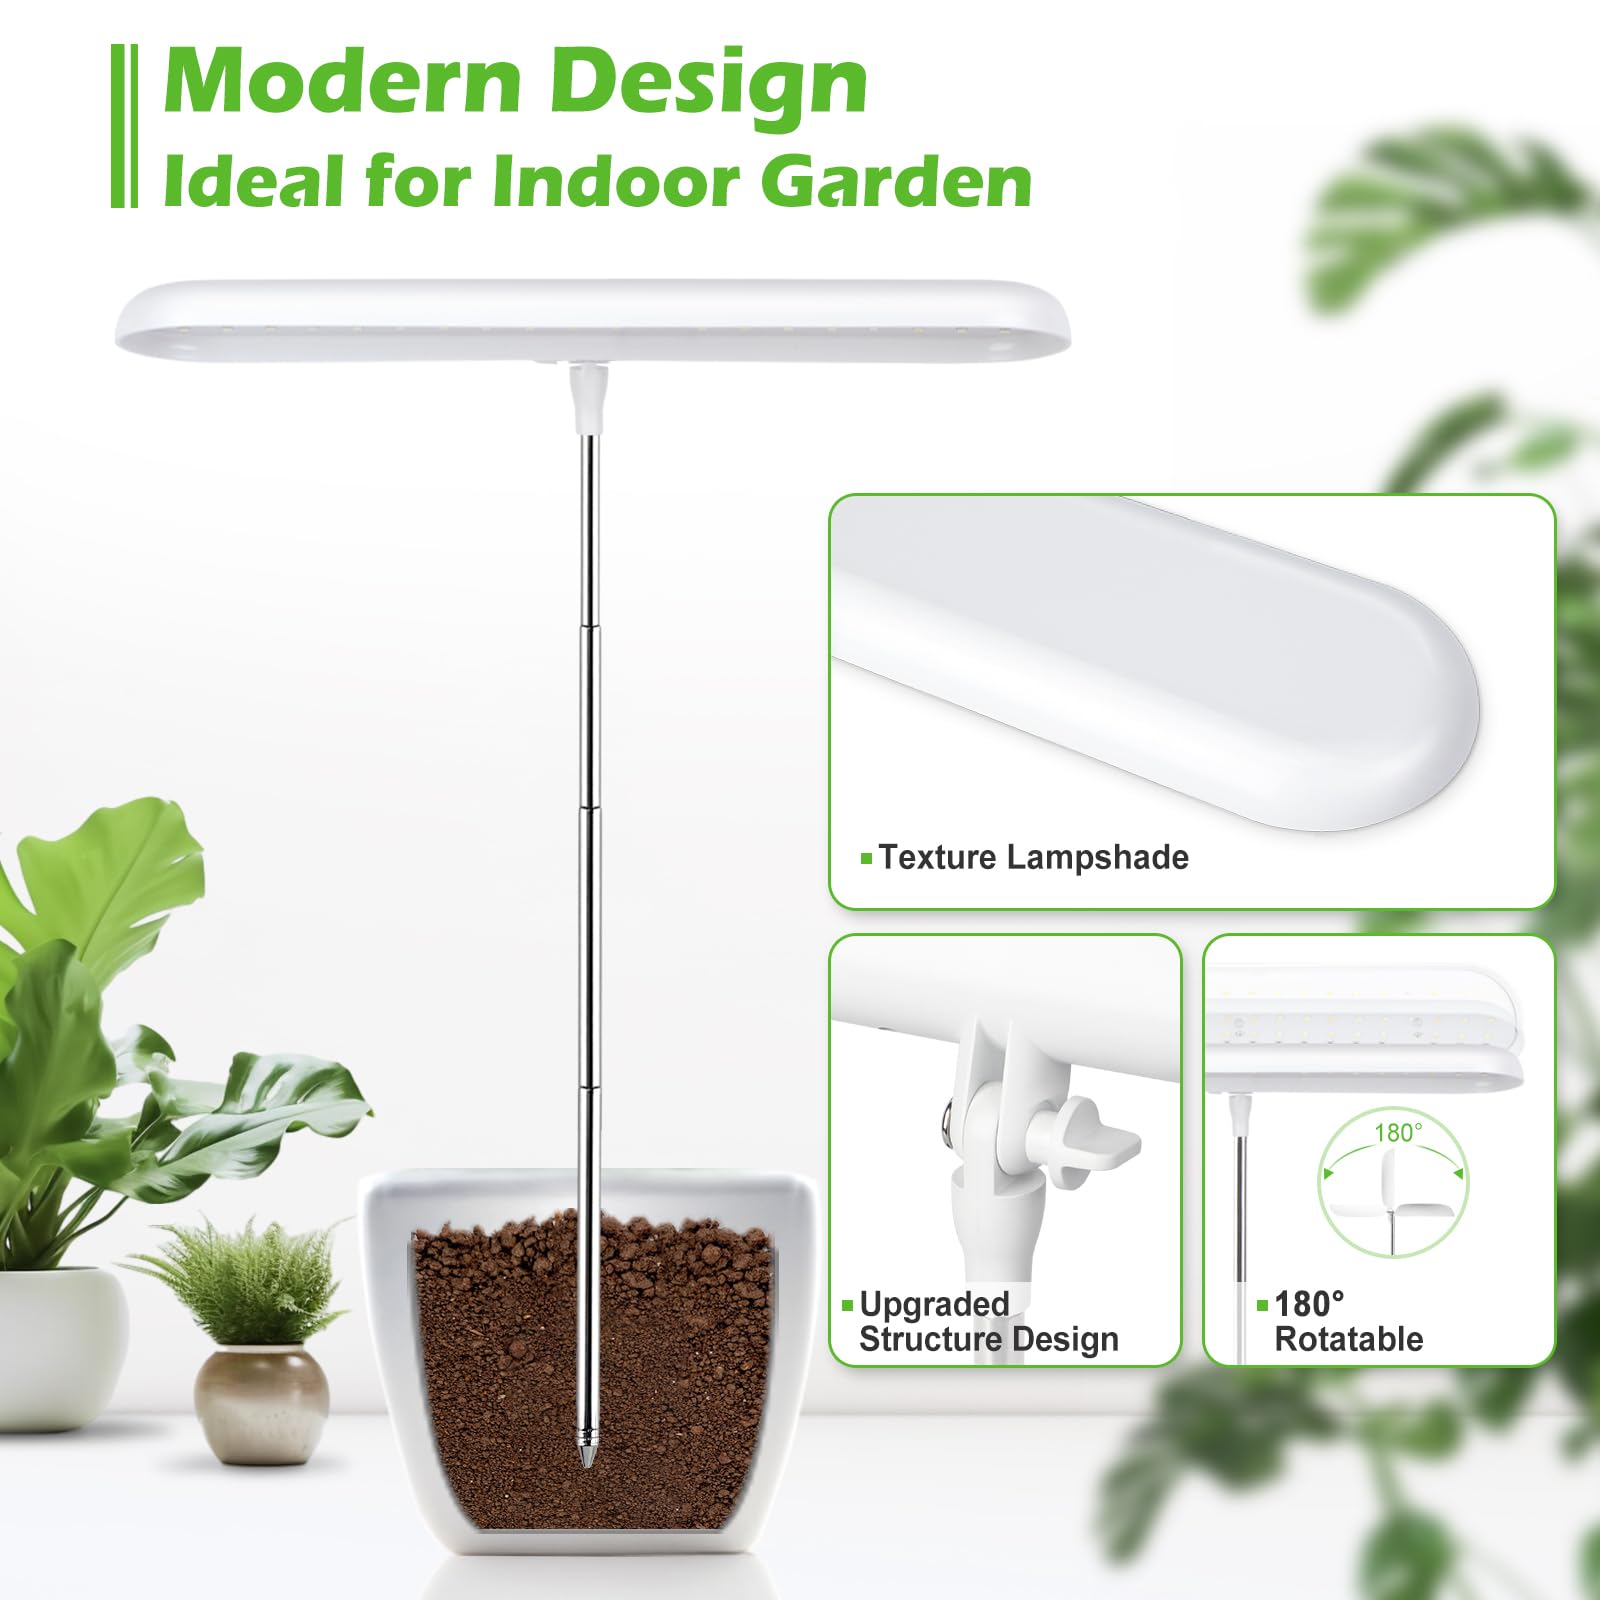 Modern Design
Ideal for Indoor Garden
Texture Lampshade
Upgraded
Structure Design
180°
180°
Rotatable